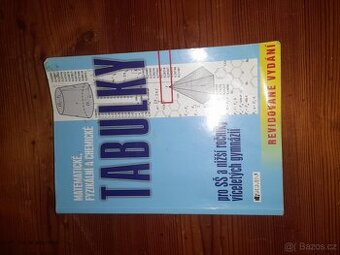 MATEMATICKÉ,
FYZIKÁLNÍ A CHEMICKÉ
TABULKY
pro SŠ a nižší ročníky
víceletých gymnázií
REVIDOVANÉ VYDÁNÍ
Bazos.cz